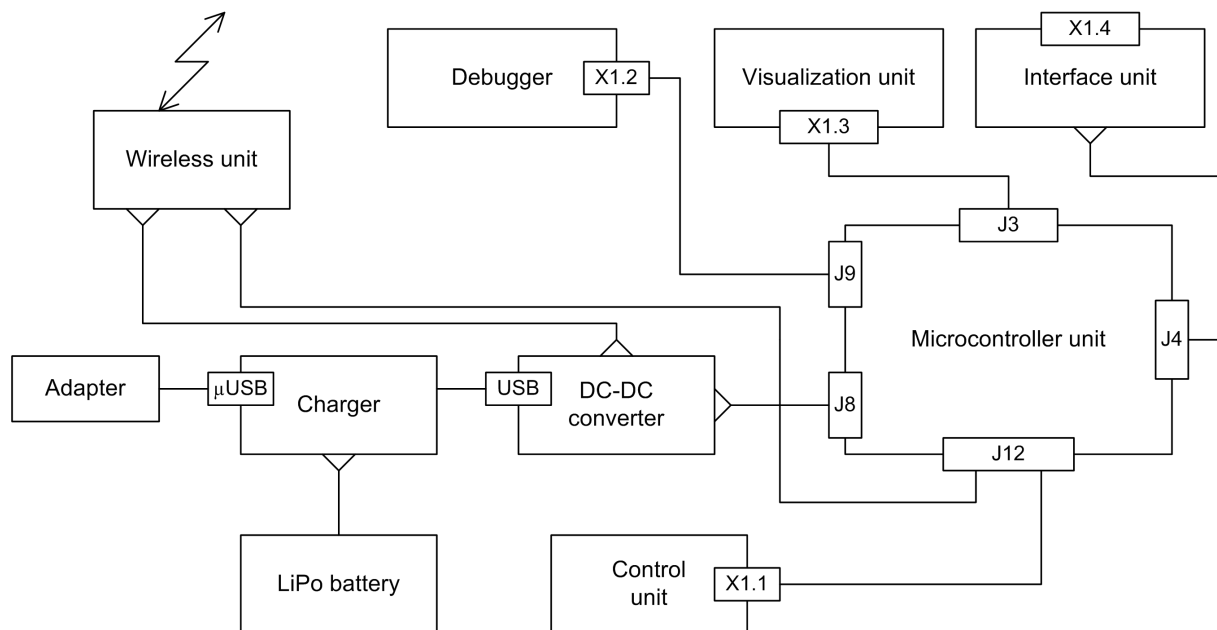 X1.4
Debugger
X1.2
Visualization unit
Interface unit
X1.3
Wireless unit
J3
J9
Microcontroller unit
J4
Adapter
μUSB
Charger
USB
DC-DC
converter
J8
J12
LiPo battery
Control
unit
X1.1